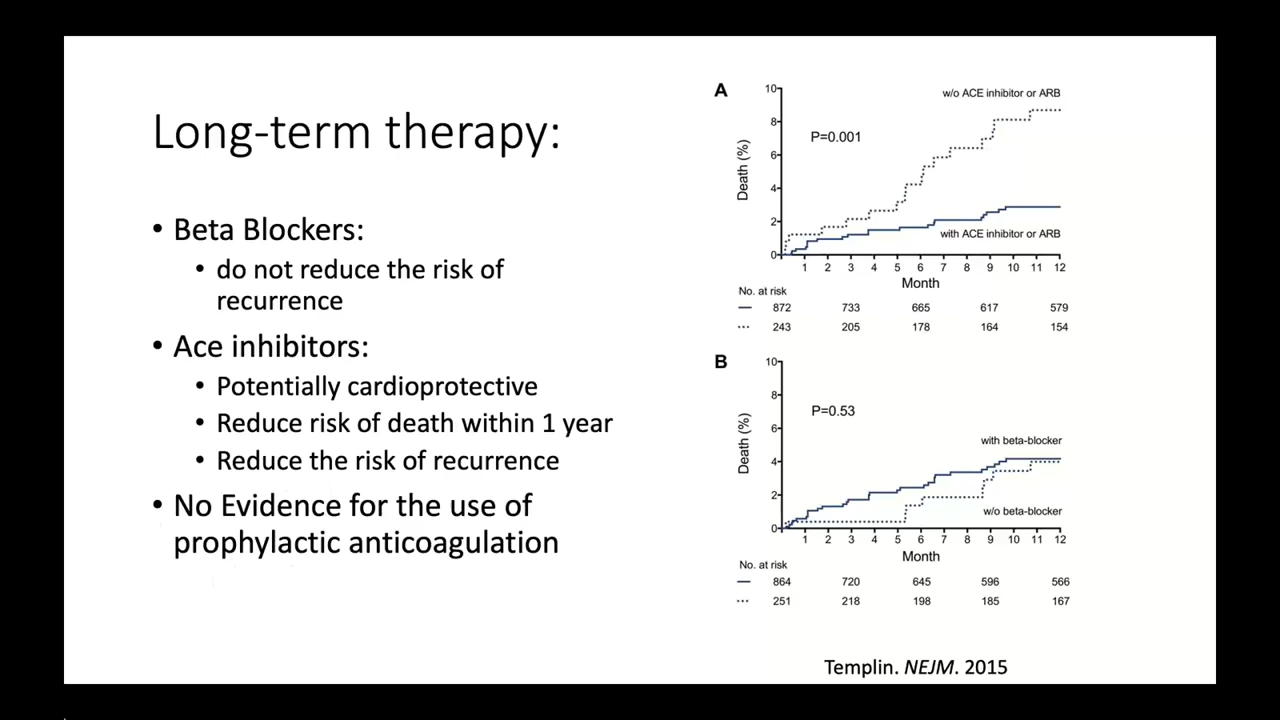 Long-term therapy:
• Beta Blockers:
• do not reduce the risk of
recurrence
• Ace inhibitors:
• Potentially cardioprotective
• Reduce risk of death within 1 year
• Reduce the risk of recurrence
• No Evidence for the use of
prophylactic anticoagulation
A
w/o ACE inhibitor or ARB
P=0.001
Death (%)
10
8
6
4
2
0
with ACE inhibitor or ARB
1 2 3 4 5 6 7 8 9 10 11 12
Month
No. at risk
872 733 665 617 579
243 205 178 164 154
B
P=0.53
Death (%)
10
8
6
4
2
0
with beta-blocker
w/o beta-blocker
1 2 3 4 5 6 7 8 9 10 11 12
Month
No. at risk
864 720 645 596 566
251 218 198 185 167
Templin. NEJM. 2015